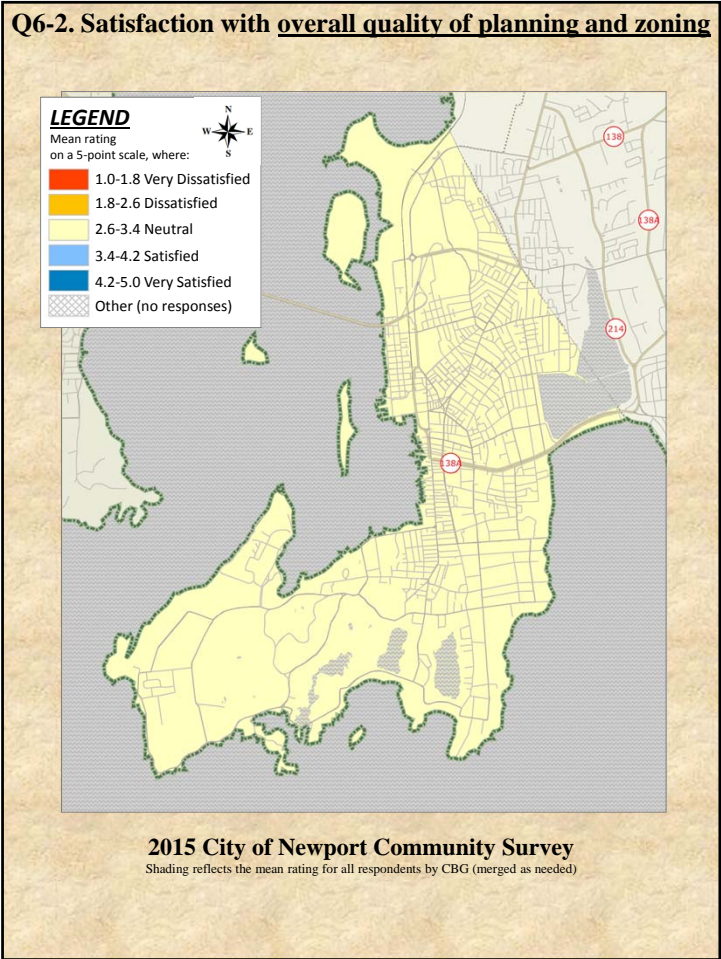 Q6-2. Satisfaction with overall quality of planning and zoning
LEGEND
Mean rating
on a 5-point scale, where:
1.0-1.8 Very Dissatisfied
1.8-2.6 Dissatisfied
2.6-3.4 Neutral
3.4-4.2 Satisfied
4.2-5.0 Very Satisfied
Other (no responses)
N
W E
S
138
138A
214
138A
2015 City of Newport Community Survey
Shading reflects the mean rating for all respondents by CBG (merged as needed)